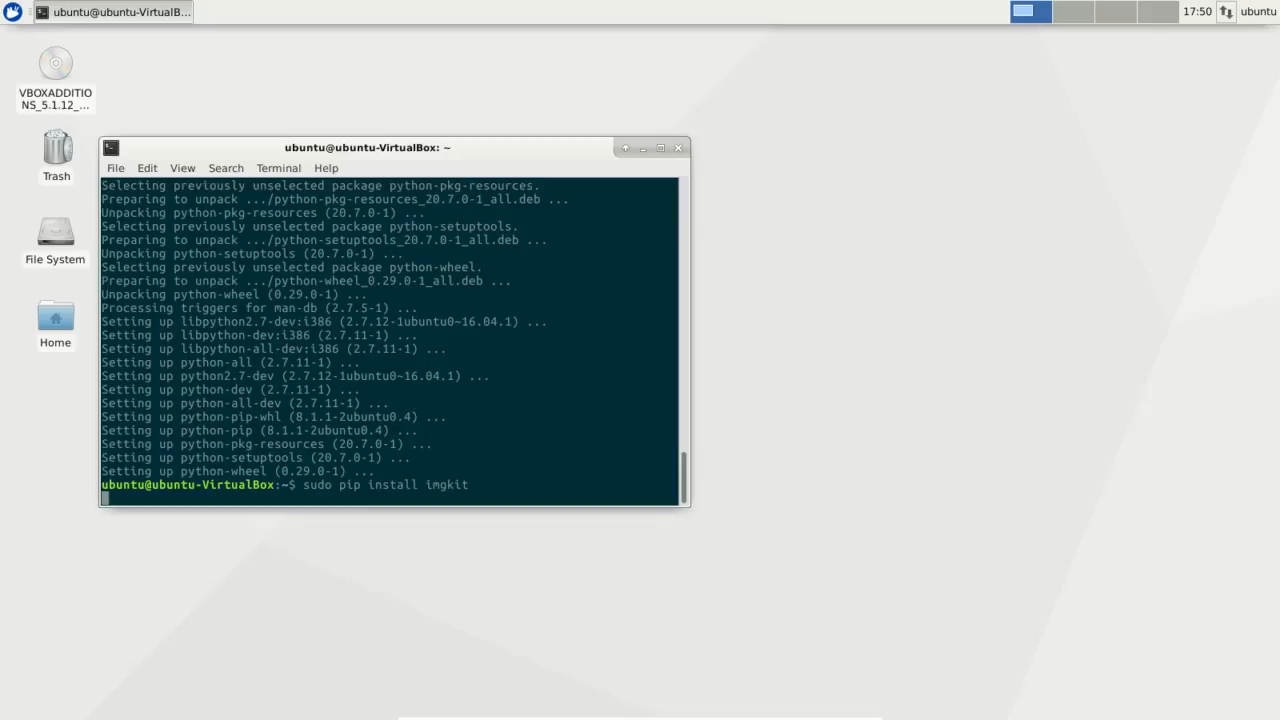 ubuntu@ubuntu-VirtualB...
17:50
ubuntu
VBOXADDITIO
NS_5.1.12_...
Trash
File System
Home
ubuntu@ubuntu-VirtualBox: ~
File Edit View Search Terminal Help
Selecting previously unselected package python-pkg-resources.
Preparing to unpack .../python-pkg-resources_20.7.0-1_all.deb ...
Unpacking python-pkg-resources (20.7.0-1) ...
Selecting previously unselected package python-setuptools.
Preparing to unpack .../python-setuptools_20.7.0-1_all.deb ...
Unpacking python-setuptools (20.7.0-1) ...
Selecting previously unselected package python-wheel.
Preparing to unpack .../python-wheel_0.29.0-1_all.deb ...
Unpacking python-wheel (0.29.0-1) ...
Processing triggers for man-db (2.7.5-1) ...
Setting up libpython2.7-dev:i386 (2.7.12-1ubuntu0~16.04.1) ...
Setting up libpython-dev:i386 (2.7.11-1) ...
Setting up libpython-all-dev:i386 (2.7.11-1) ...
Setting up python-all (2.7.11-1) ...
Setting up python2.7-dev (2.7.12-1ubuntu0~16.04.1) ...
Setting up python-dev (2.7.11-1) ...
Setting up python-all-dev (2.7.11-1) ...
Setting up python-pip-whl (8.1.1-2ubuntu0.4) ...
Setting up python-pip (8.1.1-2ubuntu0.4) ...
Setting up python-pkg-resources (20.7.0-1) ...
Setting up python-setuptools (20.7.0-1) ...
Setting up python-wheel (0.29.0-1) ...
ubuntu@ubuntu-VirtualBox:~$ sudo pip install imgkit